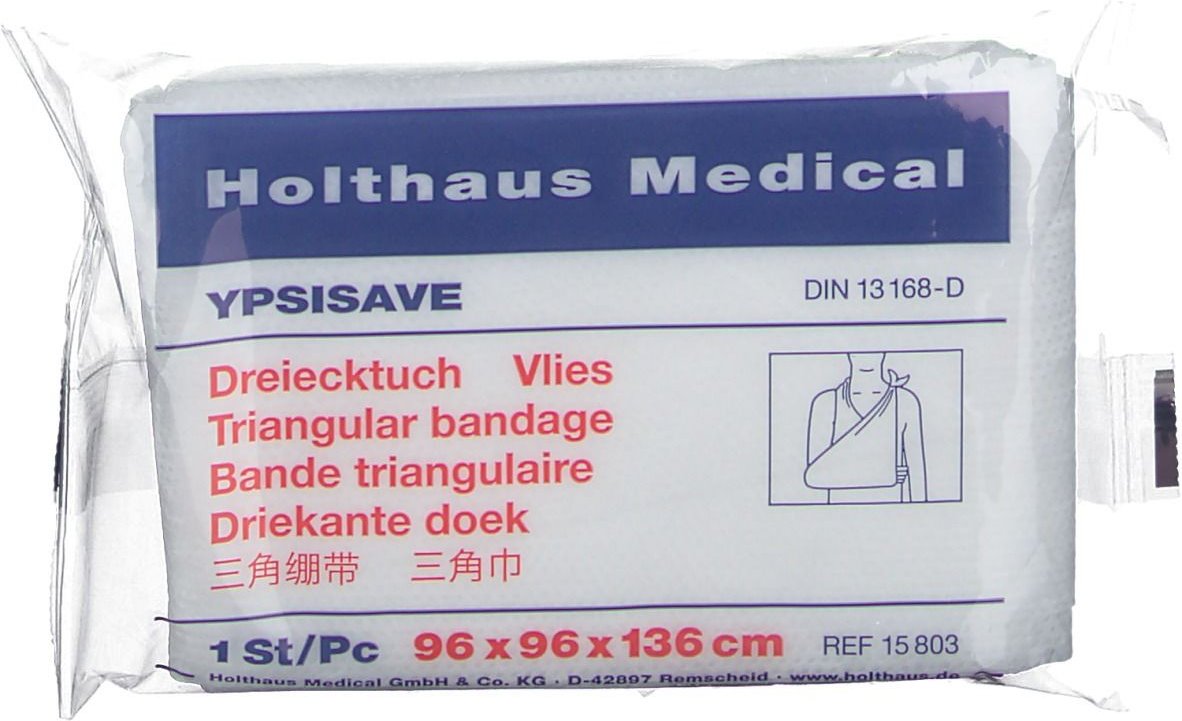 Holthaus Medical
YPSISAVE DIN 13168-D
Dreiecktuch Vlies
Triangular bandage
Bande triangulaire
Driekante doek
三角绷带 三角巾
1 St/Pc 96 x 96 x 136 cm REF 15 803
Holthaus Medical GmbH & Co. KG · D-42897 Remscheid · www.holthaus.de